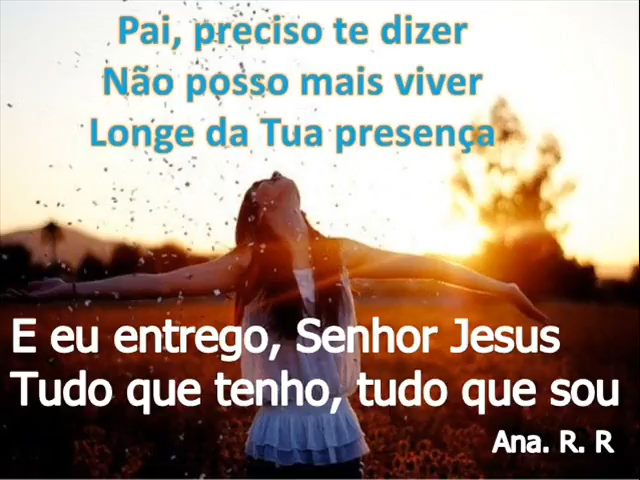 Pai, preciso te dizer
Não posso mais viver
Longe da Tua presença
E eu entrego, Senhor Jesus
Tudo que tenho, tudo que sou
Ana. R. R